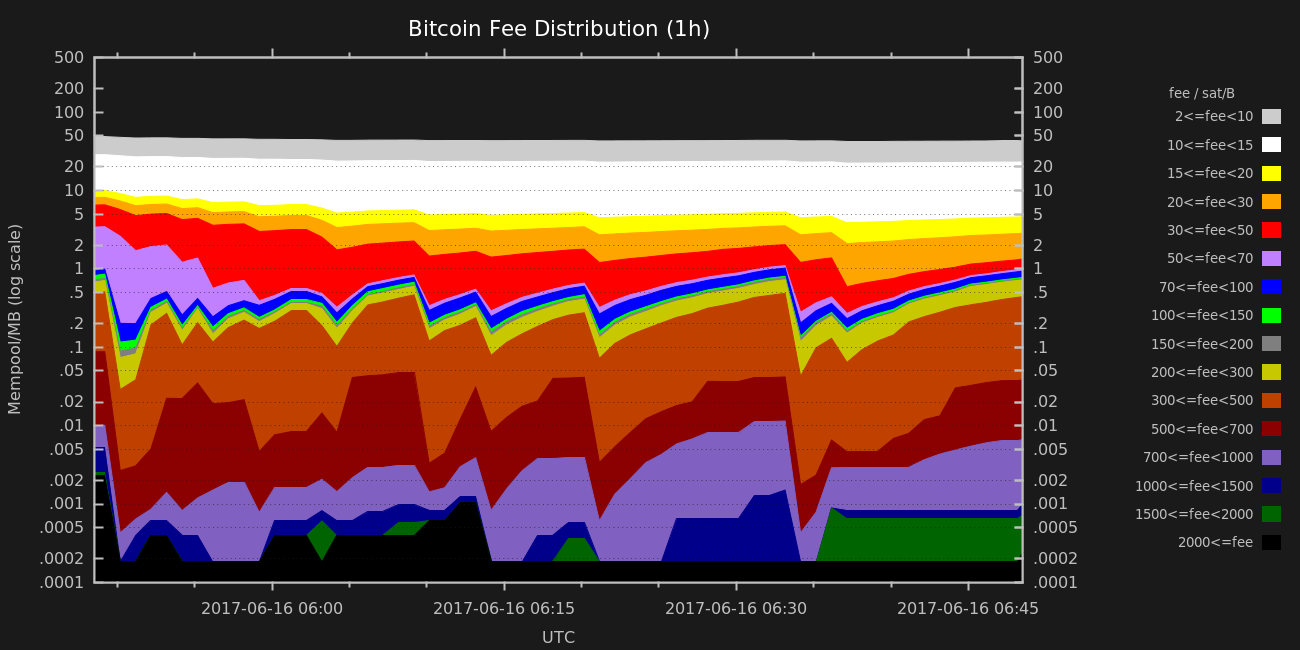 Bitcoin Fee Distribution (1h)
500
200
100
50
20
10
5
2
1
.5
.2
.1
.05
.02
.01
.005
.002
.001
.0005
.0002
.0001
Mempool/MB (log scale)
500
200
100
50
20
10
5
2
1
.5
.2
.1
.05
.02
.01
.005
.002
.001
.0005
.0002
.0001
2017-06-16 06:00
2017-06-16 06:15
2017-06-16 06:30
2017-06-16 06:45
UTC
fee / sat/B
2<=fee<10
10<=fee<15
15<=fee<20
20<=fee<30
30<=fee<50
50<=fee<70
70<=fee<100
100<=fee<150
150<=fee<200
200<=fee<300
300<=fee<500
500<=fee<700
700<=fee<1000
1000<=fee<1500
1500<=fee<2000
2000<=fee